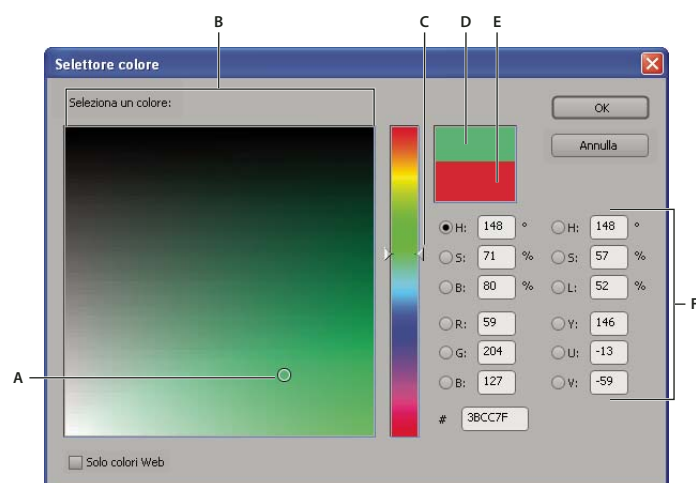 B C D E
Selettore colore
Seleziona un colore:
OK
Annulla
H: 148 ° H: 148 °
S: 71 % S: 57 %
B: 80 % L: 52 %
F
R: 59 Y: 146
G: 204 U: -13
A
B: 127 V: -59
# 3BCC7F
Solo colori Web